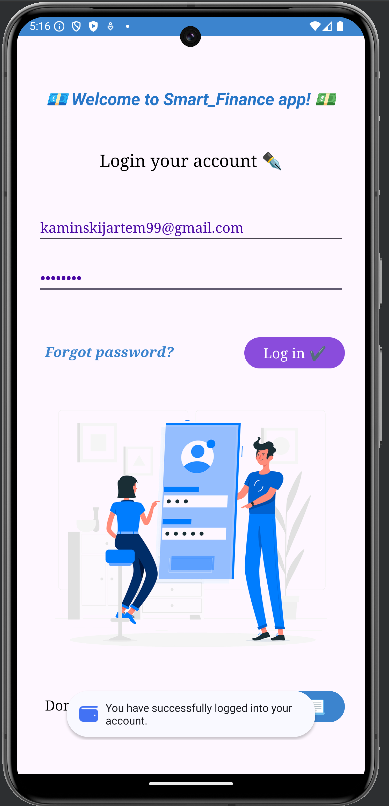 5:16
💶 Welcome to Smart_Finance app! 💵
Login your account ✒️
kaminskijartem99@gmail.com
••••••••
Forgot password?
Log in ✔️
You have successfully logged into your
account.